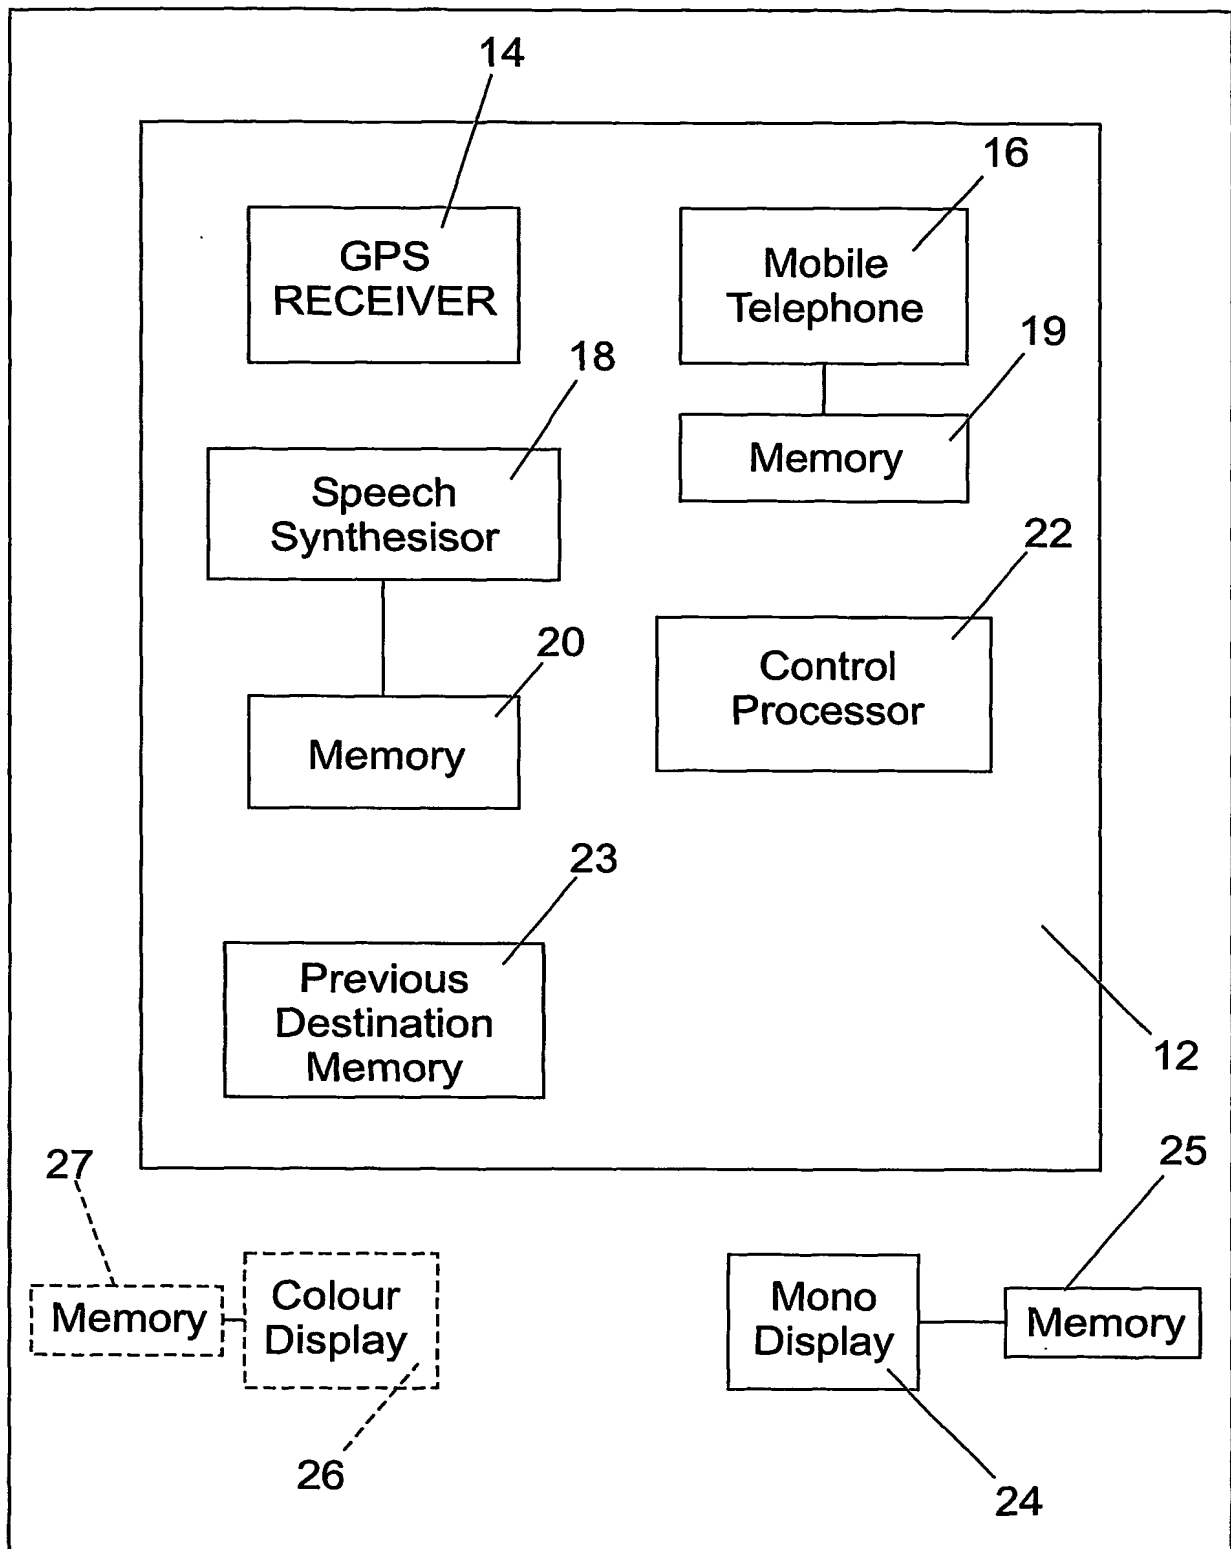 14
16
GPS
RECEIVER
Mobile
Telephone
18
19
Memory
Speech
Synthesisor
22
20
Control
Processor
Memory
23
Previous
Destination
Memory
12
27
25
Memory
Colour
Display
Mono
Display
Memory
26
24